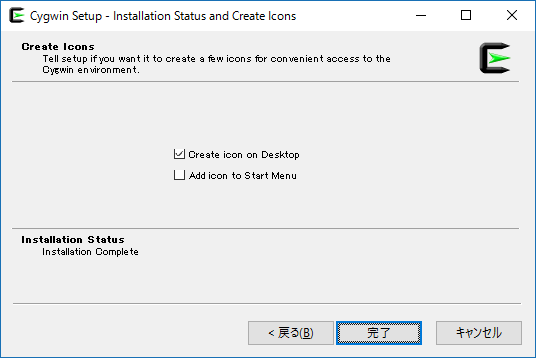 Cygwin Setup - Installation Status and Create Icons
Create Icons
Tell setup if you want it to create a few icons for convenient access to the
Cygwin environment.
Create icon on Desktop
Add icon to Start Menu
Installation Status
Installation Complete
< 戻る(B)
完了
キャンセル